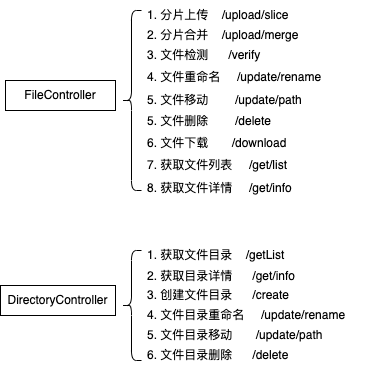 FileController
1. 分片上传 /upload/slice
2. 分片合并 /upload/merge
3. 文件检测 /verify
4. 文件重命名 /update/rename
5. 文件移动 /update/path
5. 文件删除 /delete
6. 文件下载 /download
7. 获取文件列表 /get/list
8. 获取文件详情 /get/info
DirectoryController
1. 获取文件目录 /getList
2. 获取目录详情 /get/info
3. 创建文件目录 /create
4. 文件目录重命名 /update/rename
5. 文件目录移动 /update/path
6. 文件目录删除 /delete